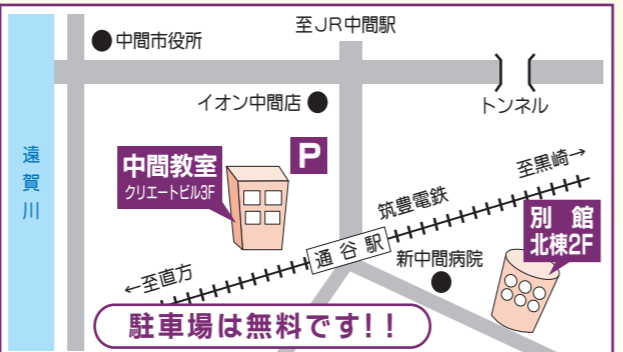 至JR中間駅
中間市役所
イオン中間店
トンネル
遠賀川
中間教室
クリエートビル3F
P
至黒崎→
筑豊電鉄
別 館
北棟2F
通谷駅
新中間病院
←至直方
駐車場は無料です!!